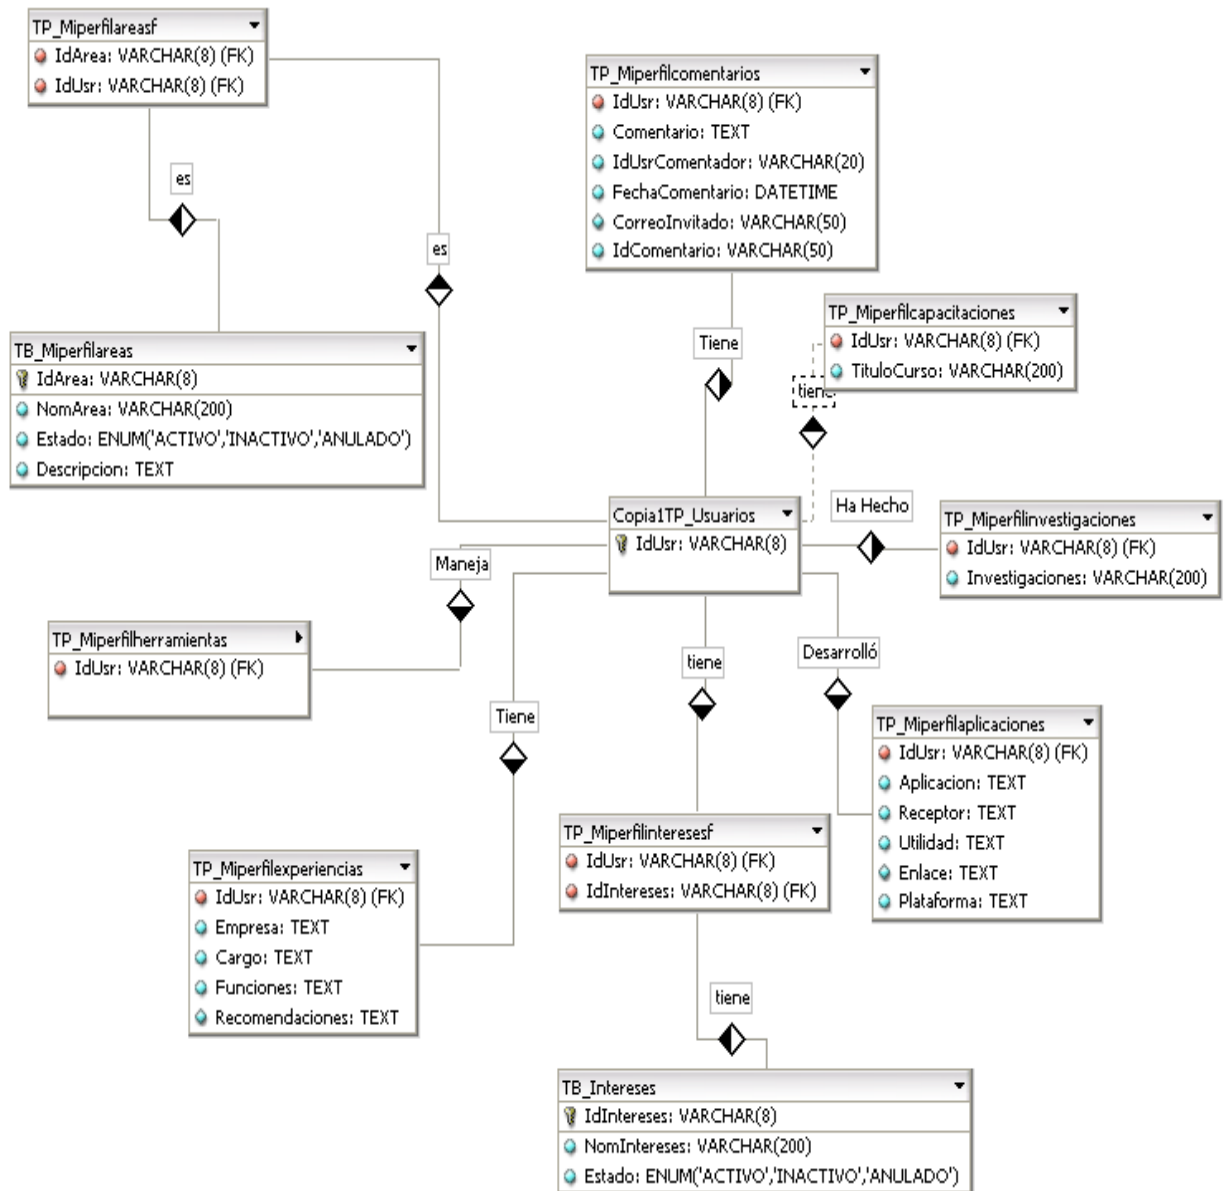 TP_Miperfilareasf
IdArea: VARCHAR(8) (FK)
IdUsr: VARCHAR(8) (FK)
es
es
TB_Miperfilareas
IdArea: VARCHAR(8)
NomArea: VARCHAR(200)
Estado: ENUM('ACTIVO','INACTIVO','ANULADO')
Descripcion: TEXT
TP_Miperfilcomentarios
IdUsr: VARCHAR(8) (FK)
Comentario: TEXT
IdUsrComentador: VARCHAR(20)
FechaComentario: DATETIME
CorreoInvitado: VARCHAR(50)
IdComentario: VARCHAR(50)
Tiene
TP_Miperfilcapacitaciones
IdUsr: VARCHAR(8) (FK)
TituloCurso: VARCHAR(200)
tiene
Copia1TP_Usuarios
IdUsr: VARCHAR(8)
Ha Hecho
TP_Miperfilinvestigaciones
IdUsr: VARCHAR(8) (FK)
Investigaciones: VARCHAR(200)
Maneja
TP_Miperfilherramientas
IdUsr: VARCHAR(8) (FK)
Tiene
tiene
Desarrolló
TP_Miperfilaplicaciones
IdUsr: VARCHAR(8) (FK)
Aplicacion: TEXT
Receptor: TEXT
Utilidad: TEXT
Enlace: TEXT
Plataforma: TEXT
TP_Miperfilinteresesf
IdUsr: VARCHAR(8) (FK)
IdIntereses: VARCHAR(8) (FK)
TP_Miperfilexperiencias
IdUsr: VARCHAR(8) (FK)
Empresa: TEXT
Cargo: TEXT
Funciones: TEXT
Recomendaciones: TEXT
tiene
TB_Intereses
IdIntereses: VARCHAR(8)
NomIntereses: VARCHAR(200)
Estado: ENUM('ACTIVO','INACTIVO','ANULADO')